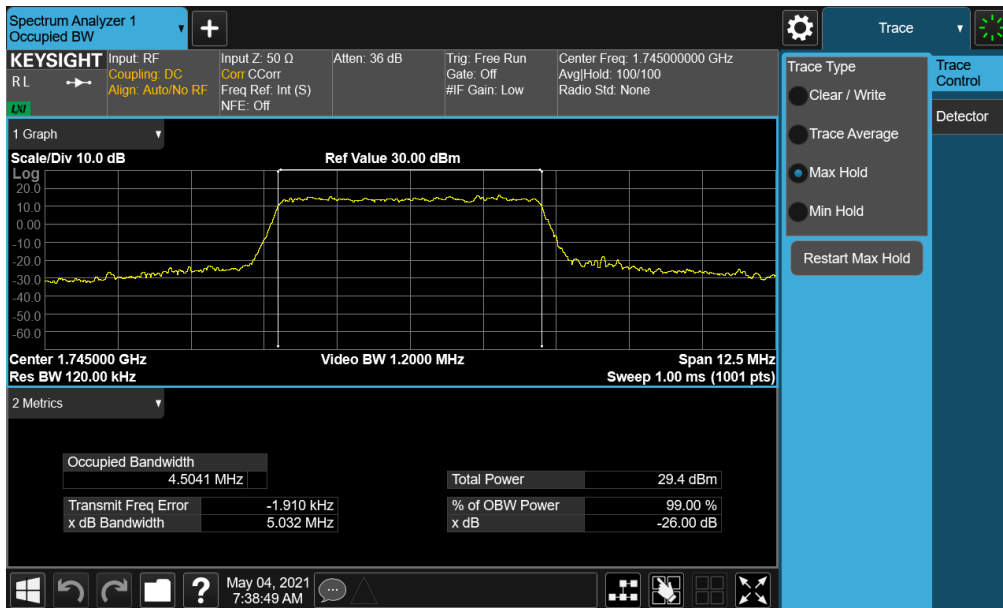 Spectrum Analyzer 1
Occupied BW
+
Trace
KEYSIGHT
R L
LXI
Input: RF
Coupling: DC
Align: Auto/No RF
Input Z: 50 Ω
Corr CCorr
Freq Ref: Int (S)
NFE: Off
Atten: 36 dB
Trig: Free Run
Gate: Off
#IF Gain: Low
Center Freq: 1.745000000 GHz
Avg|Hold: 100/100
Radio Std: None
Trace Type
Clear / Write
Trace Average
Max Hold
Min Hold
Restart Max Hold
Trace
Control
Detector
1 Graph
Scale/Div 10.0 dB
Ref Value 30.00 dBm
Log
20.0
10.0
0.00
-10.0
-20.0
-30.0
-40.0
-50.0
-60.0
Center 1.745000 GHz
Video BW 1.2000 MHz
Span 12.5 MHz
Res BW 120.00 kHz
Sweep 1.00 ms (1001 pts)
2 Metrics
Occupied Bandwidth
4.5041 MHz
Total Power 29.4 dBm
Transmit Freq Error -1.910 kHz
% of OBW Power 99.00 %
x dB Bandwidth 5.032 MHz
x dB -26.00 dB
?
May 04, 2021
7:38:49 AM